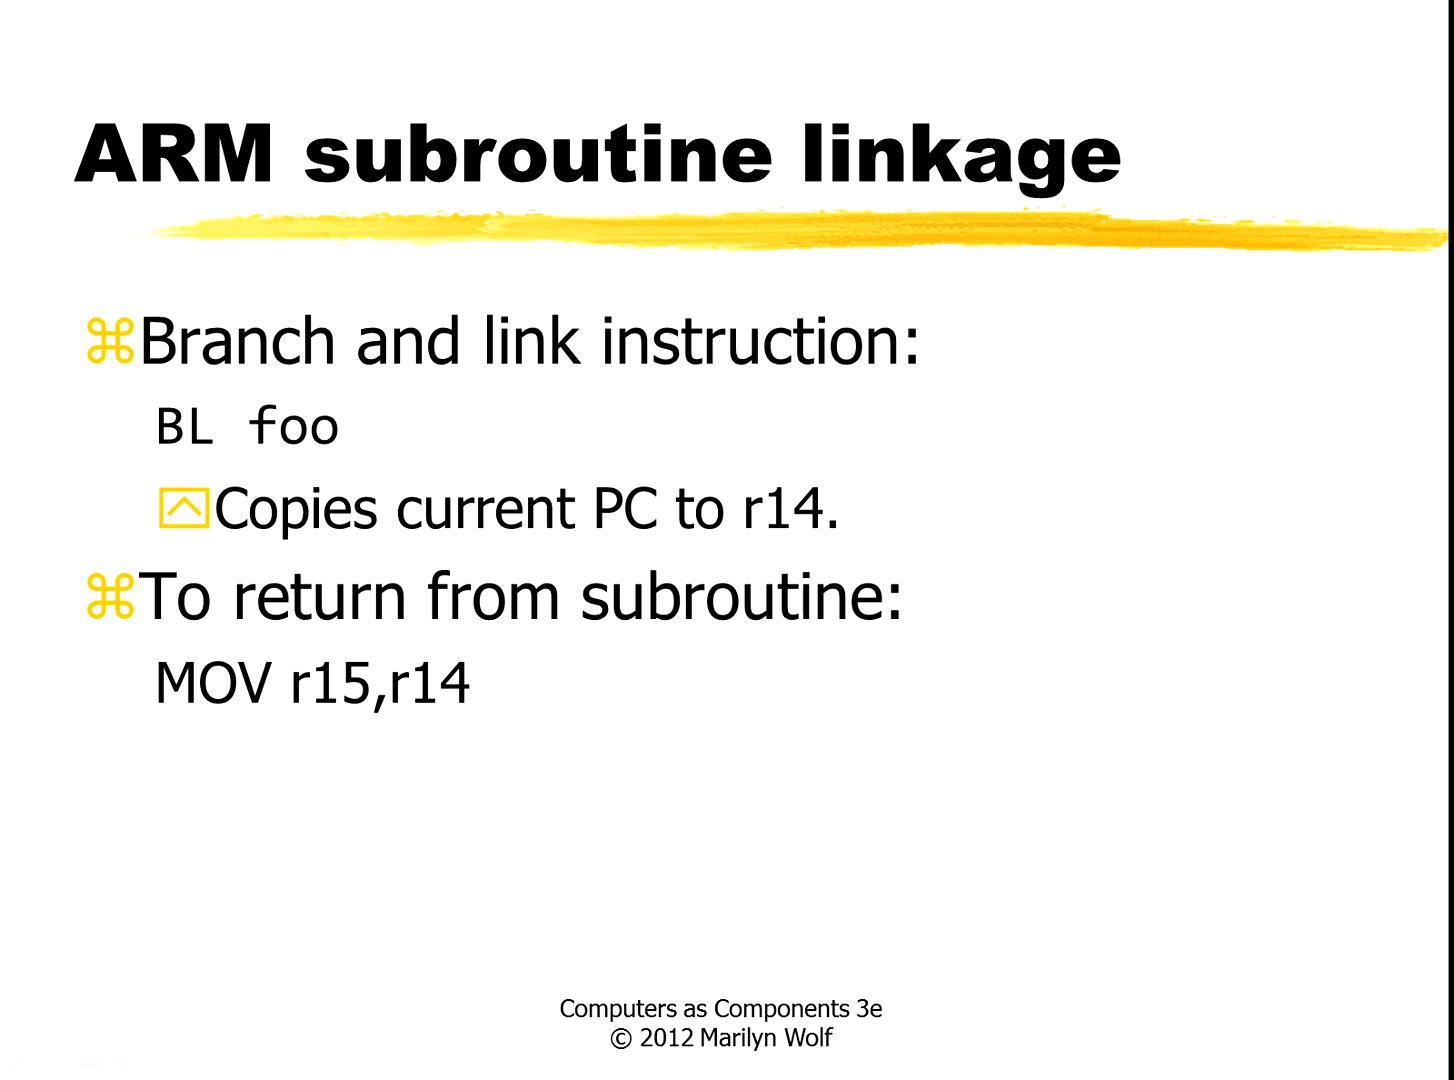 ARM subroutine linkage
Branch and link instruction:
BL foo
Copies current PC to r14.
To return from subroutine:
MOV r15,r14
Computers as Components 3e
© 2012 Marilyn Wolf